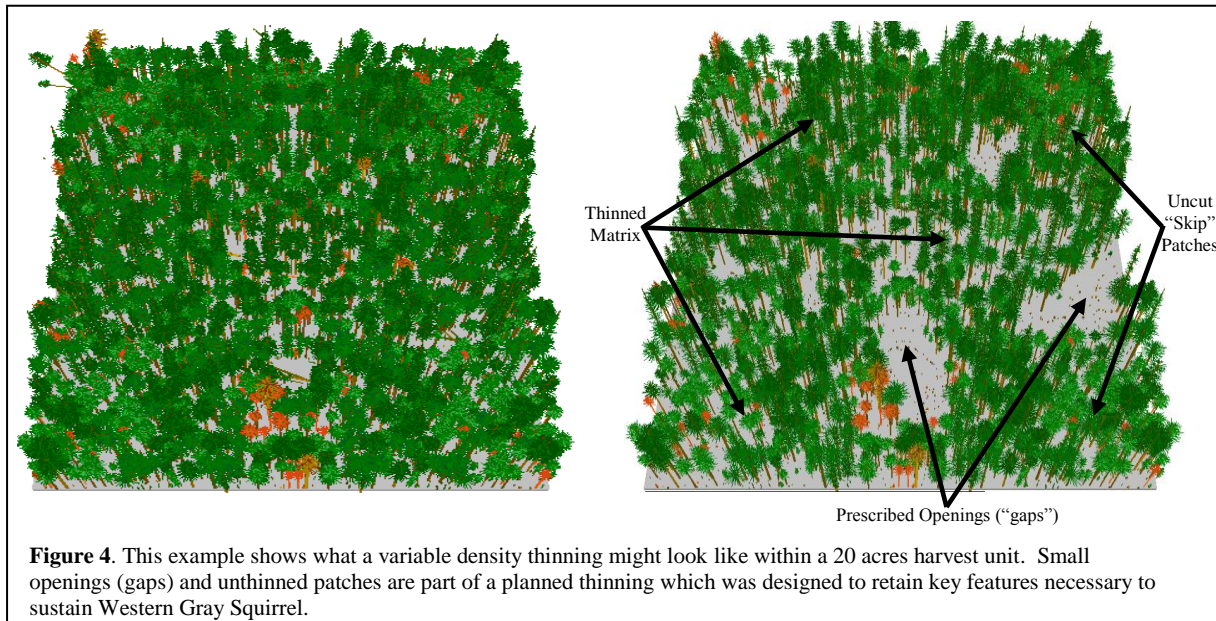 Thinned
Matrix
Uncut
“Skip”
Patches
Prescribed Openings (“gaps”)
Figure 4. This example shows what a variable density thinning might look like within a 20 acres harvest unit. Small
openings (gaps) and unthinned patches are part of a planned thinning which was designed to retain key features necessary to
sustain Western Gray Squirrel.